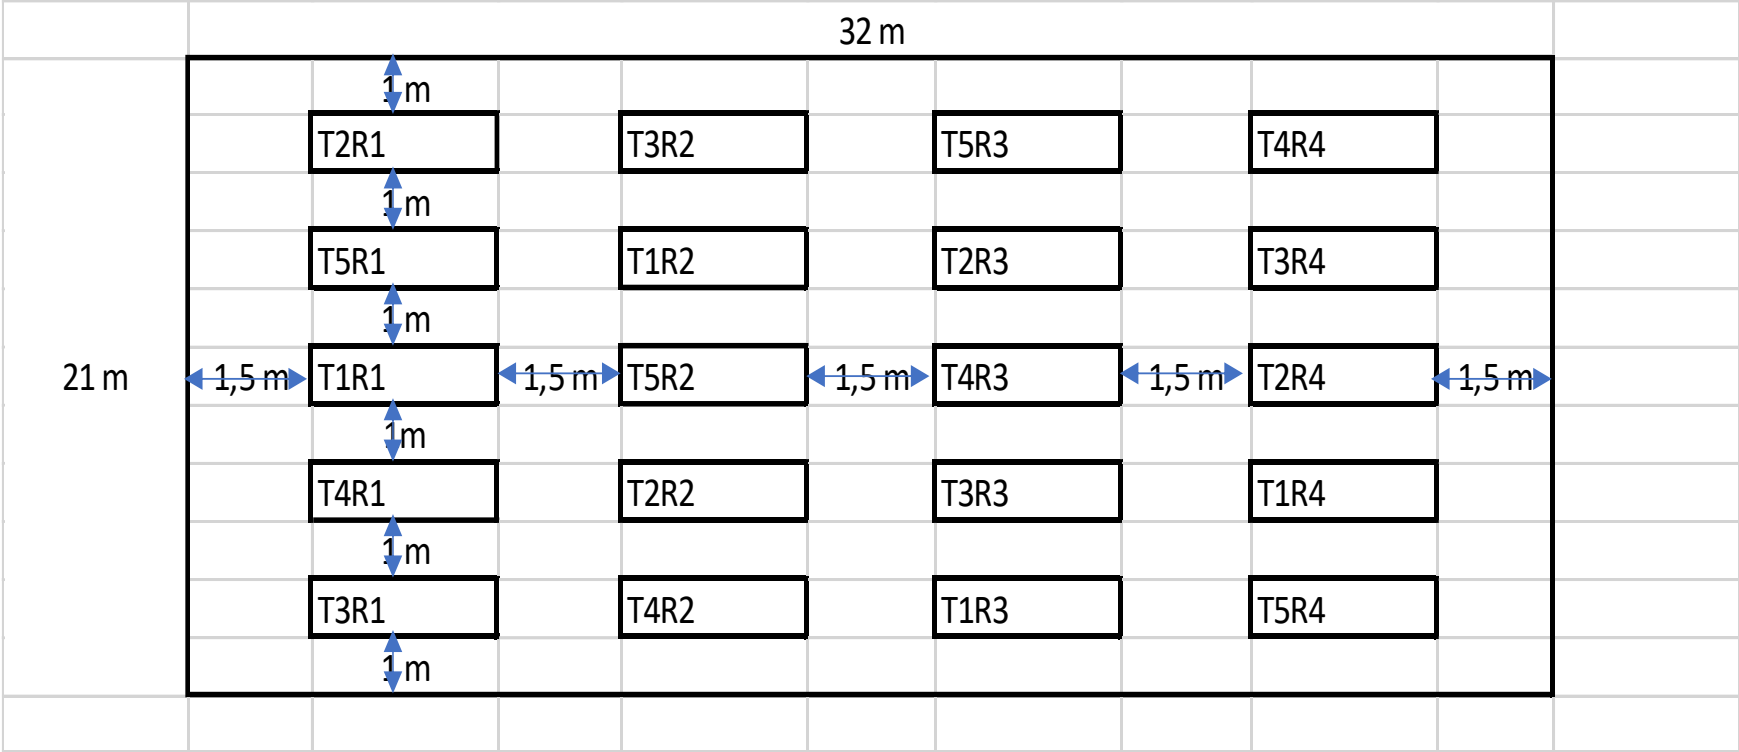 32 m
1 m
T2R1 T3R2 T5R3 T4R4
1 m
T5R1 T1R2 T2R3 T3R4
1 m
21 m 1,5 m T1R1 1,5 m T5R2 1,5 m T4R3 1,5 m T2R4 1,5 m
1m
T4R1 T2R2 T3R3 T1R4
1 m
T3R1 T4R2 T1R3 T5R4
1 m